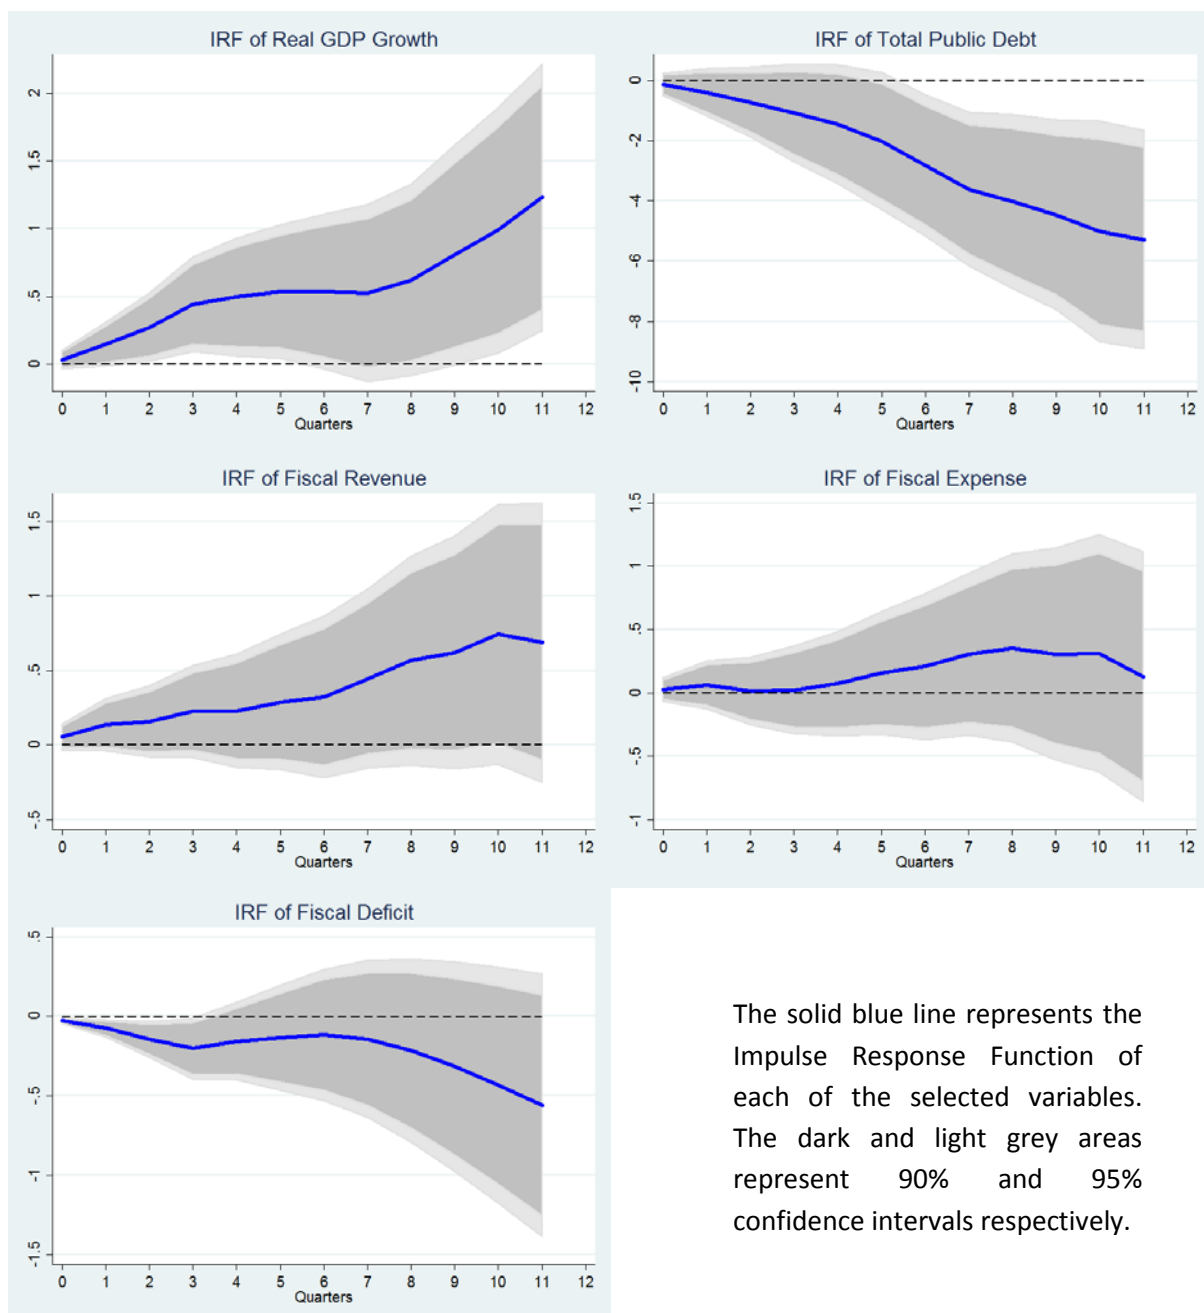 IRF of Real GDP Growth
2
1.5
1
.5
0
0 1 2 3 4 5 6 7 8 9 10 11 12
Quarters
IRF of Total Public Debt
0
-2
-4
-6
-8
-10
0 1 2 3 4 5 6 7 8 9 10 11 12
Quarters
IRF of Fiscal Revenue
1.5
1
.5
0
-.5
0 1 2 3 4 5 6 7 8 9 10 11 12
Quarters
IRF of Fiscal Expense
1.5
1
.5
0
-.5
-1
0 1 2 3 4 5 6 7 8 9 10 11 12
Quarters
IRF of Fiscal Deficit
.5
0
-.5
-1
-1.5
0 1 2 3 4 5 6 7 8 9 10 11 12
Quarters
The solid blue line represents the
Impulse Response Function of
each of the selected variables.
The dark and light grey areas
represent 90% and 95%
confidence intervals respectively.